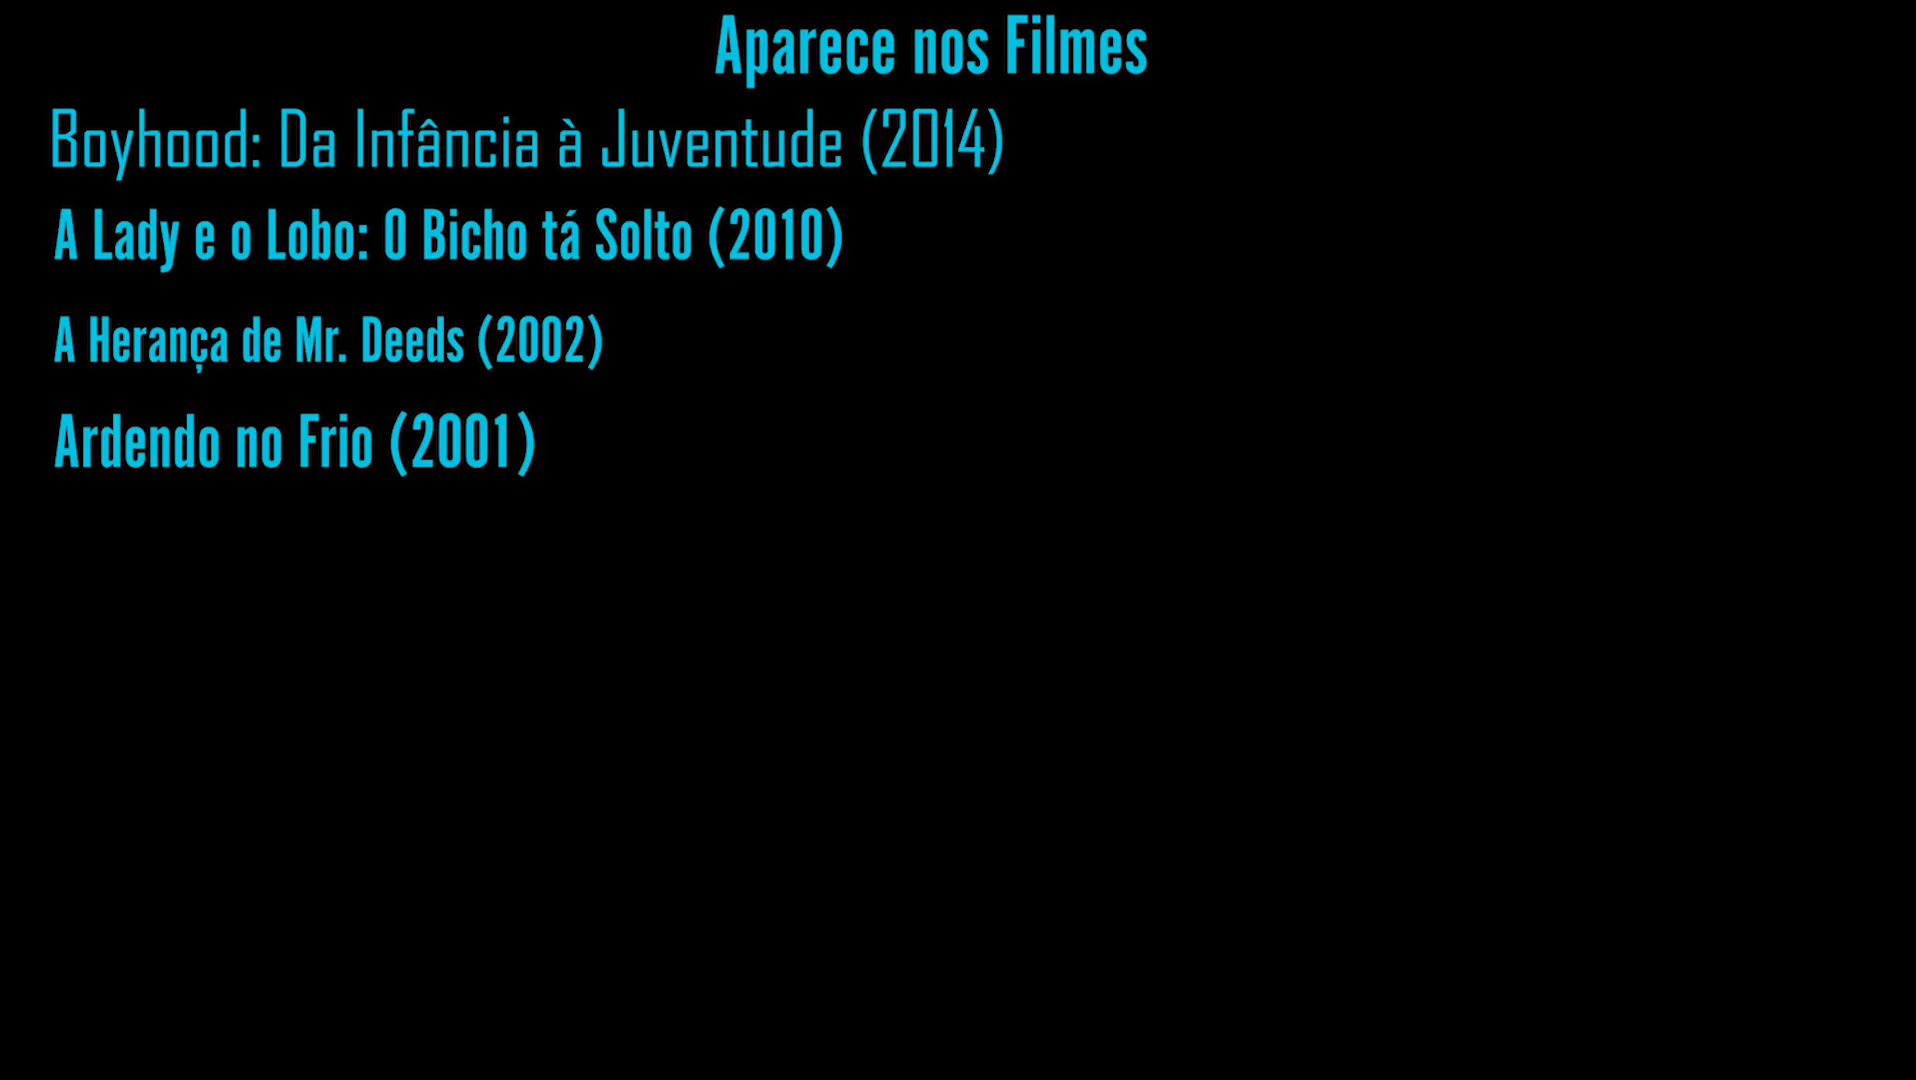 Aparece nos Filmes
Boyhood: Da Infância à Juventude (2014)
A Lady e o Lobo: O Bicho tá Solto (2010)
A Herança de Mr. Deeds (2002)
Ardendo no Frio (2001)